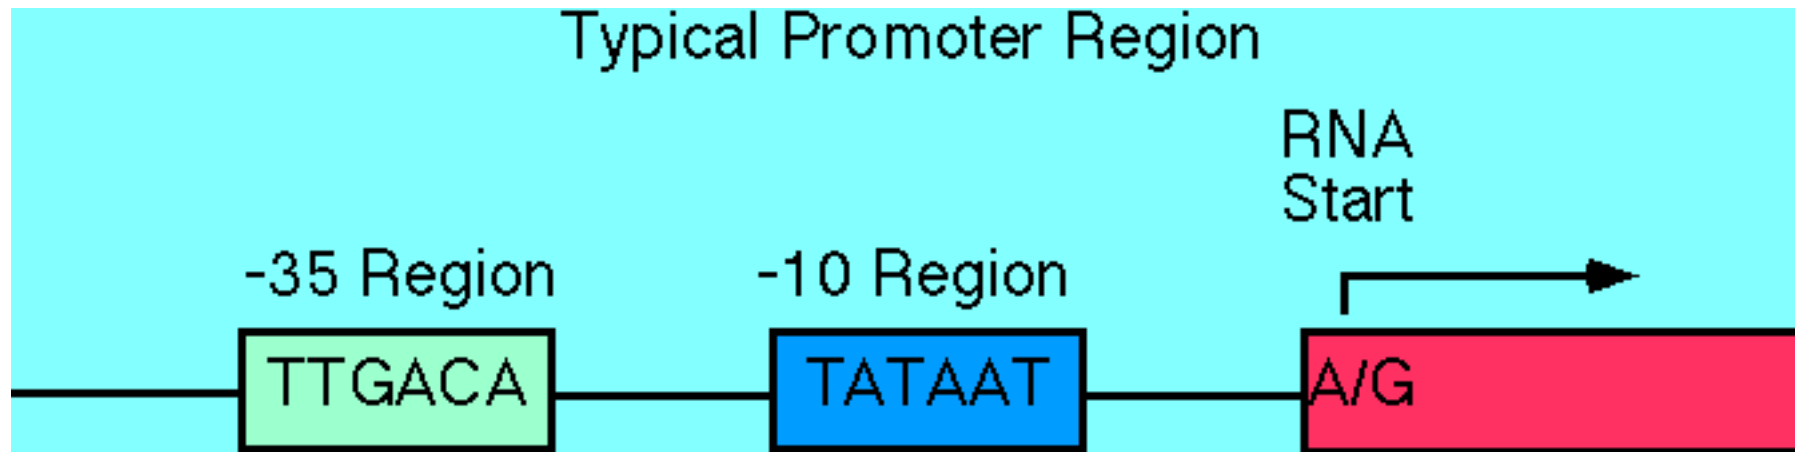 Typical Promoter Region
RNA
Start
-35 Region
-10 Region
TTGACA
TATAAT
A/G